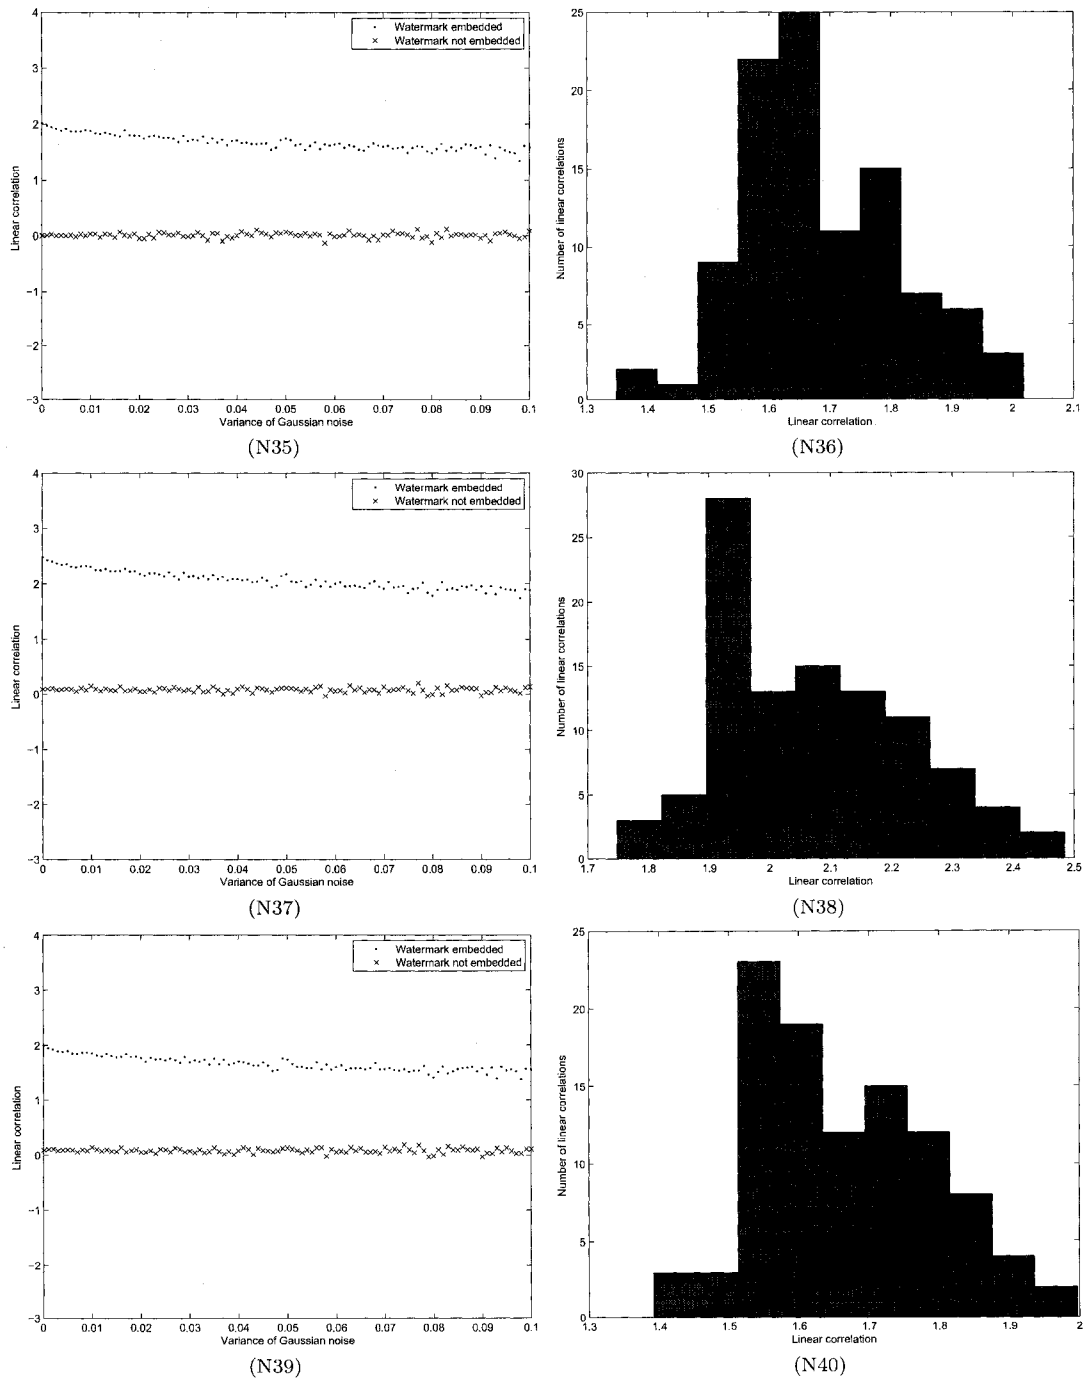 4
3
2
1
0
−1
−2
−3
Linear correlation
Watermark embedded
Watermark not embedded
0 0.01 0.02 0.03 0.04 0.05 0.06 0.07 0.08 0.09 0.1
Variance of Gaussian noise
(N35)
25
20
15
10
5
0
Number of linear correlations
1.3 1.4 1.5 1.6 1.7 1.8 1.9 2 2.1
Linear correlation
(N36)
4
3
2
1
0
−1
−2
−3
Linear correlation
Watermark embedded
Watermark not embedded
0 0.01 0.02 0.03 0.04 0.05 0.06 0.07 0.08 0.09 0.1
Variance of Gaussian noise
(N37)
30
25
20
15
10
5
0
Number of linear correlations
1.7 1.8 1.9 2 2.1 2.2 2.3 2.4 2.5
Linear correlation
(N38)
4
3
2
1
0
−1
−2
−3
Linear correlation
Watermark embedded
Watermark not embedded
0 0.01 0.02 0.03 0.04 0.05 0.06 0.07 0.08 0.09 0.1
Variance of Gaussian noise
(N39)
25
20
15
10
5
0
Number of linear correlations
1.3 1.4 1.5 1.6 1.7 1.8 1.9 2
Linear correlation
(N40)